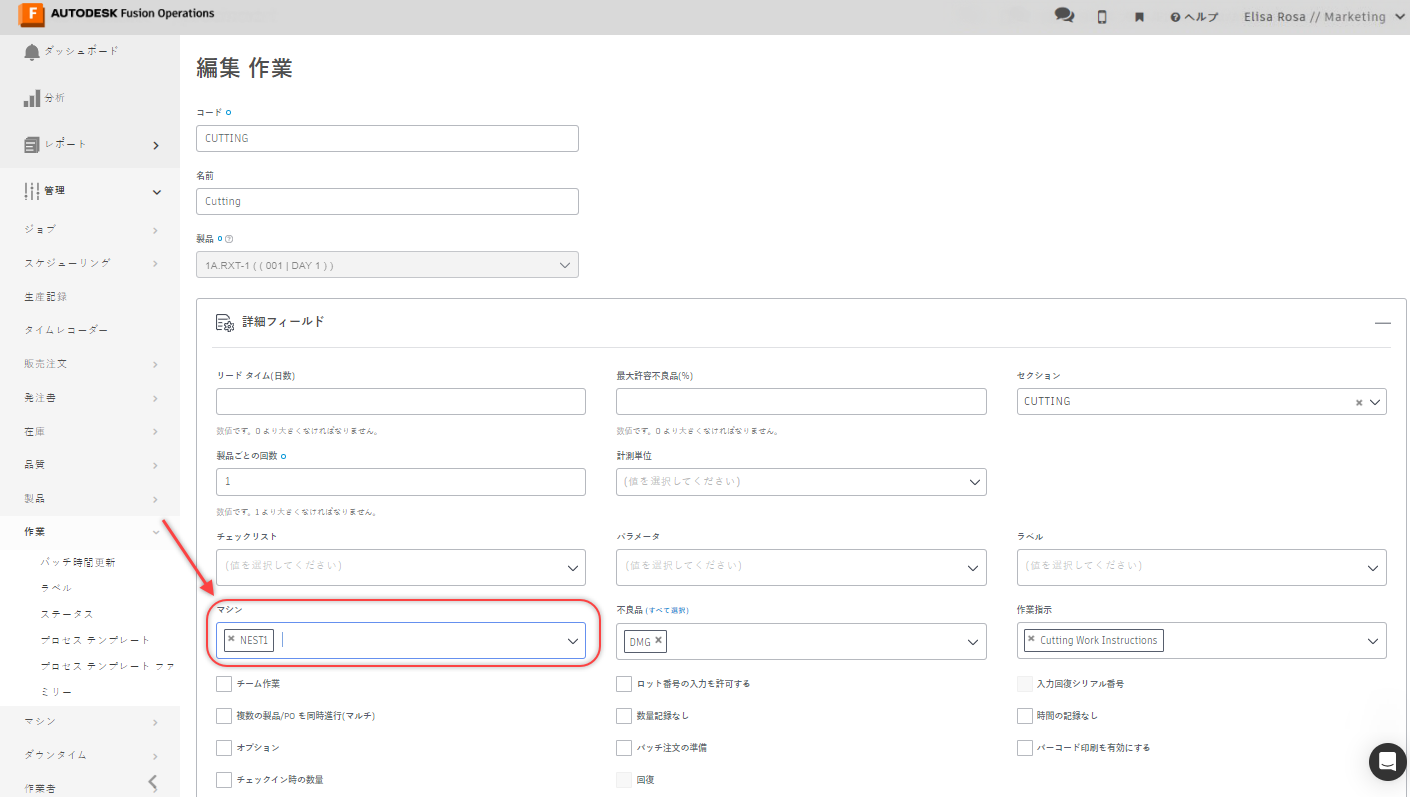 AUTODESK Fusion Operations
ヘルプ
Elisa Rosa // Marketing
ダッシュボード
分析
レポート
管理
ジョブ
スケジューリング
生産記録
タイムレコーダー
販売注文
発注書
在庫
品質
製品
作業
バッチ時間更新
ラベル
ステータス
プロセス テンプレート
プロセス テンプレート ファ
ミリー
マシン
ダウンタイム
作業者
編集 作業
コード
CUTTING
名前
Cutting
製品
1A.RXT-1 ( ( 001 | DAY 1 ) )
詳細フィールド
リード タイム(日数)
最大許容不良品(%)
セクション
CUTTING
数値です。0 より大きくなければなりません。
数値です。0 より大きくなければなりません。
製品ごとの回数
計測単位
1
(値を選択してください)
数値です。1 より大きくなければなりません。
チェックリスト
パラメータ
ラベル
(値を選択してください)
(値を選択してください)
(値を選択してください)
マシン
不良品 (すべて選択)
作業指示
× NEST1
DMG ×
× Cutting Work Instructions
チーム作業
ロット番号の入力を許可する
入力回復シリアル番号
複数の製品/PO を同時進行(マルチ)
数量記録なし
時間の記録なし
オプション
バッチ注文の準備
バーコード印刷を有効にする
チェックイン時の数量
回復